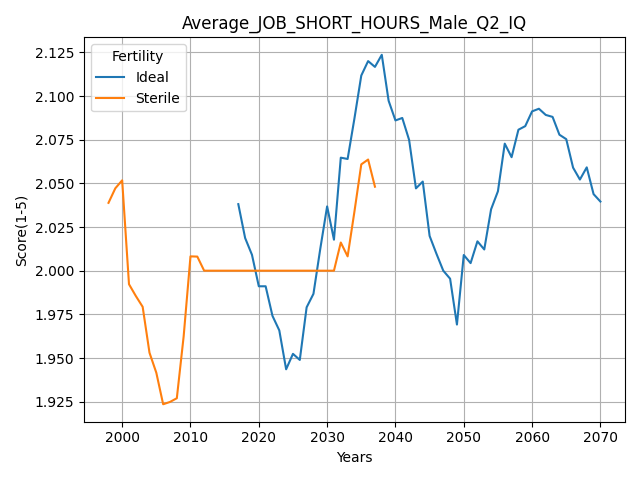 Average_JOB_SHORT_HOURS_Male_Q2_IQ
Fertility
Ideal
Sterile
Score(1-5)
2.125
2.100
2.075
2.050
2.025
2.000
1.975
1.950
1.925
2000 2010 2020 2030 2040 2050 2060 2070
Years